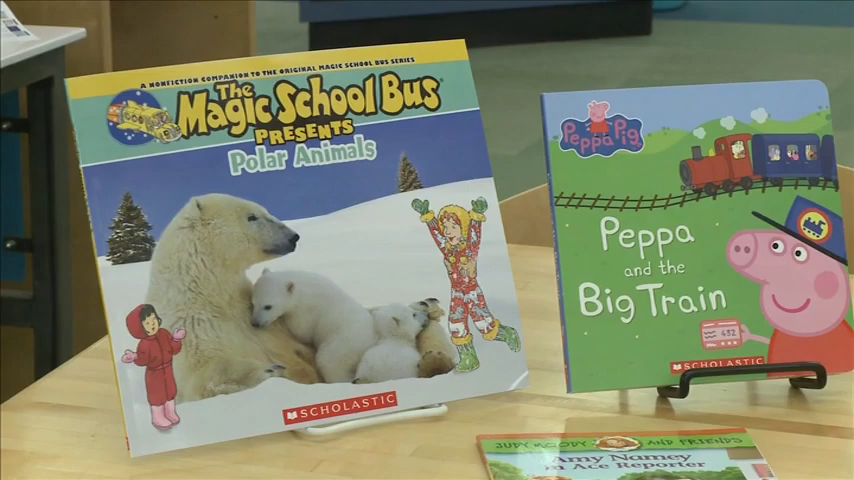 A NONFICTION COMPANION TO THE ORIGINAL MAGIC SCHOOL BUS SERIES
The
Magic School Bus
PRESENTS
Polar Animals
SCHOLASTIC
Peppa Pig
Peppa
and the
Big Train
432
SCHOLASTIC
JUDY MOODY AND FRIENDS
Amy Namey
in Ace Reporter